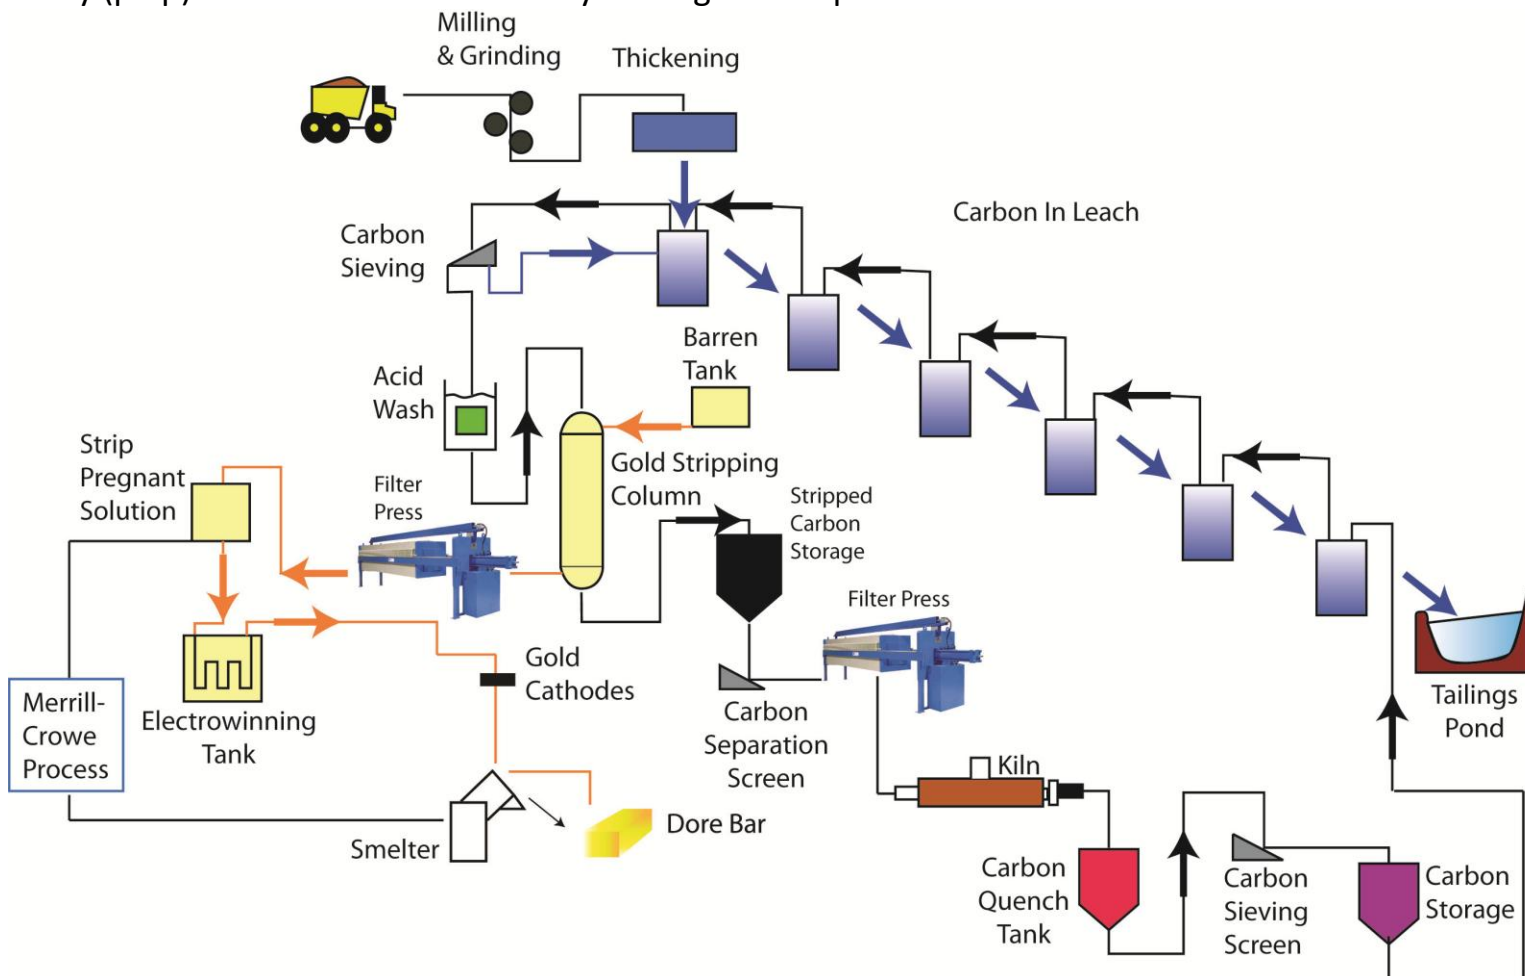 Milling
& Grinding
Thickening
Carbon In Leach
Carbon
Sieving
Barren
Tank
Acid
Wash
Strip
Pregnant
Solution
Filter
Press
Gold Stripping
Column
Stripped
Carbon
Storage
Filter Press
Gold
Cathodes
Merrill-
Crowe
Process
Electrowinning
Tank
Carbon
Separation
Screen
Tailings
Pond
Kiln
Smelter
Dore Bar
Carbon
Quench
Tank
Carbon
Sieving
Screen
Carbon
Storage